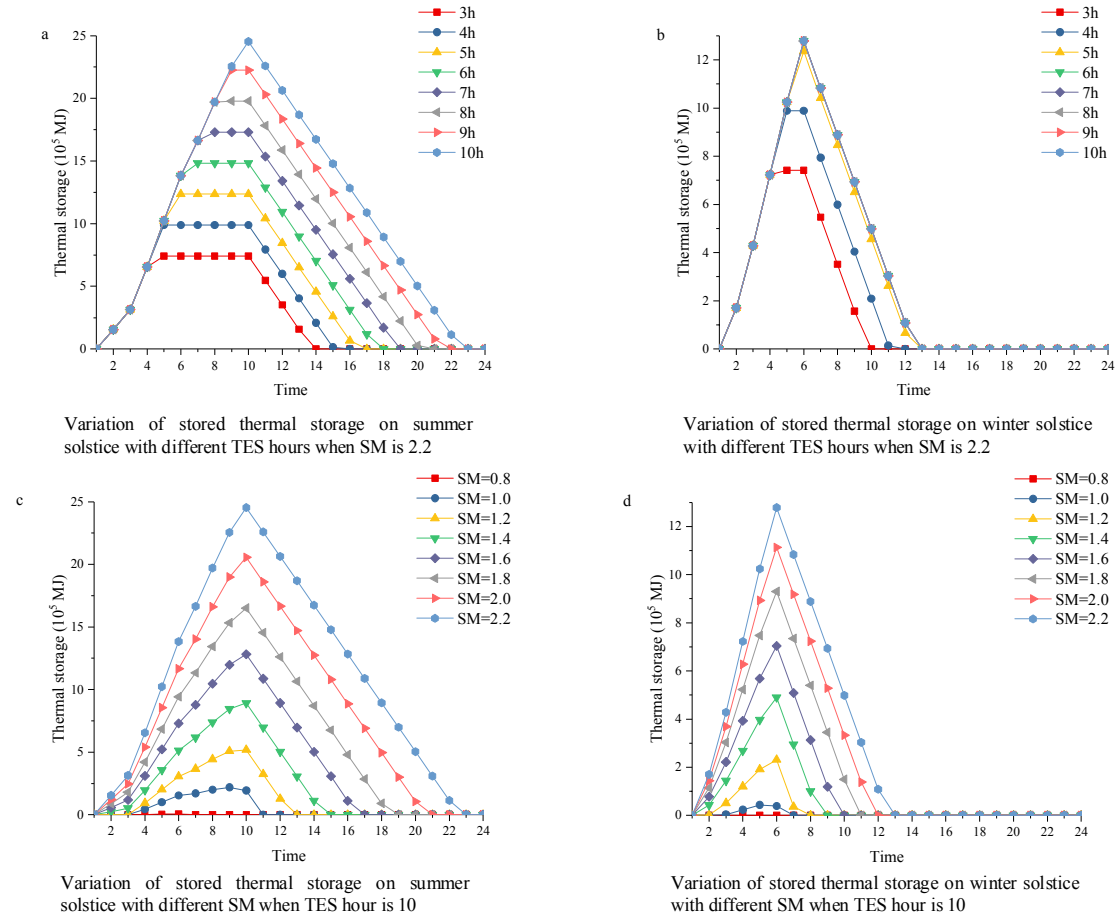 a
Thermal storage (10⁵ MJ)
25
20
15
10
5
0
2 4 6 8 10 12 14 16 18 20 22 24
Time
3h
4h
5h
6h
7h
8h
9h
10h
Variation of stored thermal storage on summer
solstice with different TES hours when SM is 2.2
b
Thermal storage (10⁵ MJ)
12
10
8
6
4
2
0
2 4 6 8 10 12 14 16 18 20 22 24
Time
3h
4h
5h
6h
7h
8h
9h
10h
Variation of stored thermal storage on winter solstice
with different TES hours when SM is 2.2
c
Thermal storage (10⁵ MJ)
25
20
15
10
5
0
2 4 6 8 10 12 14 16 18 20 22 24
Time
SM=0.8
SM=1.0
SM=1.2
SM=1.4
SM=1.6
SM=1.8
SM=2.0
SM=2.2
Variation of stored thermal storage on summer
solstice with different SM when TES hour is 10
d
Thermal storage (10⁵ MJ)
12
10
8
6
4
2
0
2 4 6 8 10 12 14 16 18 20 22 24
Time
SM=0.8
SM=1.0
SM=1.2
SM=1.4
SM=1.6
SM=1.8
SM=2.0
SM=2.2
Variation of stored thermal storage on winter solstice
with different SM when TES hour is 10